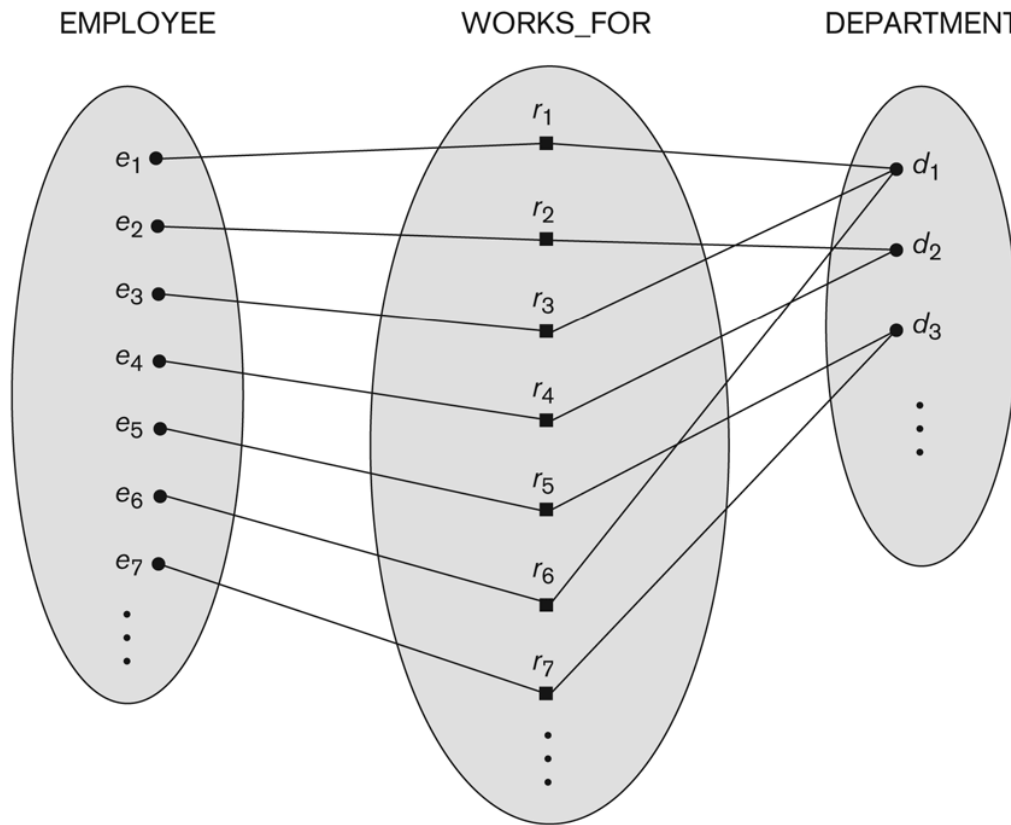 EMPLOYEE WORKS_FOR DEPARTMENT
r1
e1 d1
r2
e2 d2
e3 r3
d3
e4 r4
e5
r5
e6
r6
e7
r7